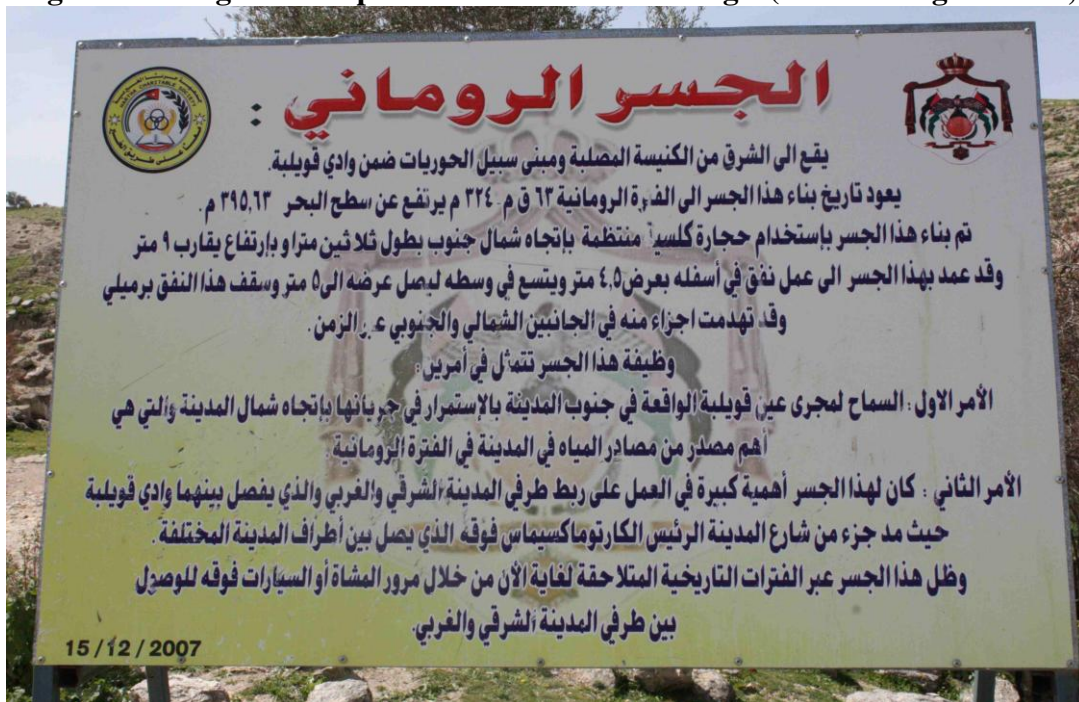 الجسر الروماني :
يقع الى الشرق من الكنيسة المصلبة ومبنى سبيل الحوريات ضمن وادي قويلبة.
يعود تاريخ بناء هذا الجسر الى الفترة الرومانية ٦٣ ق م- ٣٢٤ م يرتفع عن سطح البحر ٣٩٥,٦٣ م.
تم بناء هذا الجسر بإستخدام حجارة كلسية منتظمة بإتجاه شمال جنوب بطول ثلاثين مترا و بإرتفاع يقارب ٩ متر
وقد عمد بهذا الجسر الى عمل نفق في أسفله بعرض ٤,٥ متر ويتسع في وسطه ليصل عرضه الى ٥ متر وسقف هذا النفق برميلي
وقد تهدمت اجزاء منه في الجانبين الشمالي والجنوبي عبر الزمن .
وظيفة هذا الجسر تتمثل في أمرين :
الأمر الاول : السماح لمجرى عين قويلبة الواقعة في جنوب المدينة بالإستمرار في جريانها بإتجاه شمال المدينة والتي هي
أهم مصدر من مصادر المياه في المدينة في الفترة الرومانية .
الأمر الثاني : كان لهذا الجسر أهمية كبيرة في العمل على ربط طرفي المدينة الشرقي والغربي والذي يفصل بينهما وادي قويلبة
حيث مد جزء من شارع المدينة الرئيس الكارتوماكسيماس فوقه الذي يصل بين أطراف المدينة المختلفة .
وظل هذا الجسر عبر الفترات التاريخية المتلاحقة لغاية الأن من خلال مرور المشاة أو السيارات فوقه للوصول
بين طرفي المدينة الشرقي والغربي.
15 / 12 / 2007